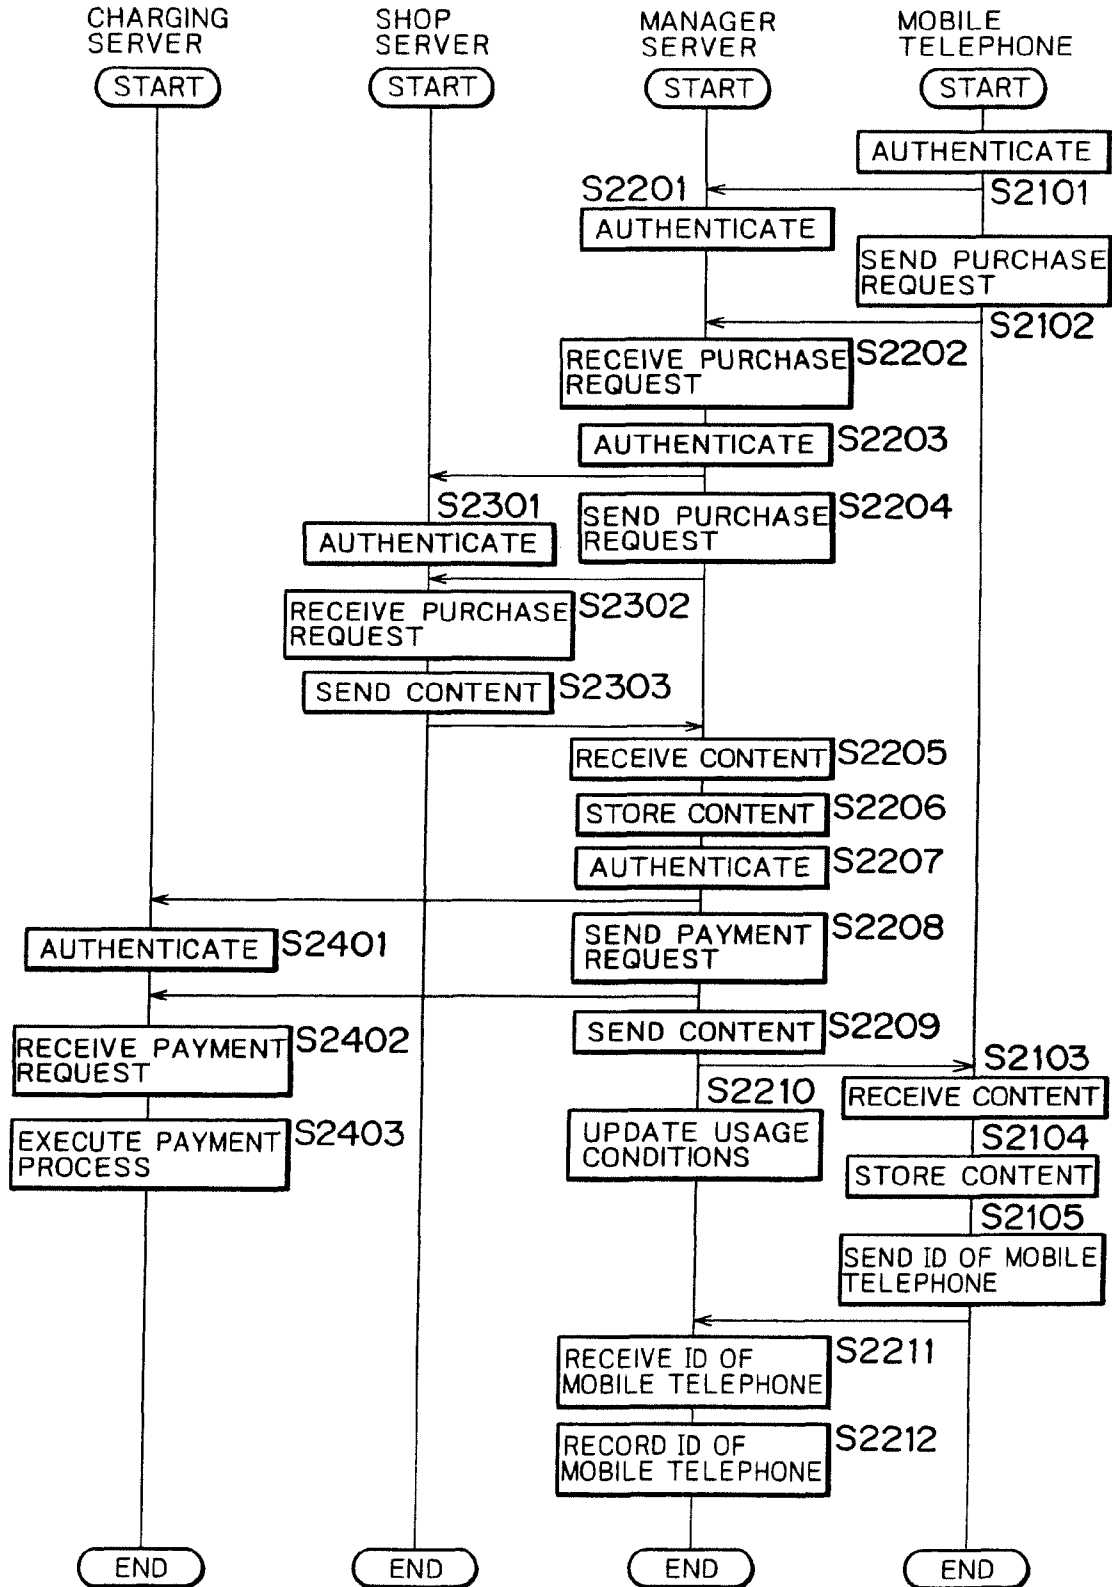 CHARGING
SERVER
SHOP
SERVER
MANAGER
SERVER
MOBILE
TELEPHONE
START
START
START
START
AUTHENTICATE
S2101
S2201
AUTHENTICATE
SEND PURCHASE
REQUEST
S2102
RECEIVE PURCHASE
REQUEST
S2202
AUTHENTICATE
S2203
S2301
AUTHENTICATE
SEND PURCHASE
REQUEST
S2204
RECEIVE PURCHASE
REQUEST
S2302
SEND CONTENT
S2303
RECEIVE CONTENT
S2205
STORE CONTENT
S2206
AUTHENTICATE
S2207
AUTHENTICATE
S2401
SEND PAYMENT
REQUEST
S2208
RECEIVE PAYMENT
REQUEST
S2402
SEND CONTENT
S2209
S2103
RECEIVE CONTENT
EXECUTE PAYMENT
PROCESS
S2403
S2210
UPDATE USAGE
CONDITIONS
S2104
STORE CONTENT
S2105
SEND ID OF MOBILE
TELEPHONE
RECEIVE ID OF
MOBILE TELEPHONE
S2211
RECORD ID OF
MOBILE TELEPHONE
S2212
END
END
END
END